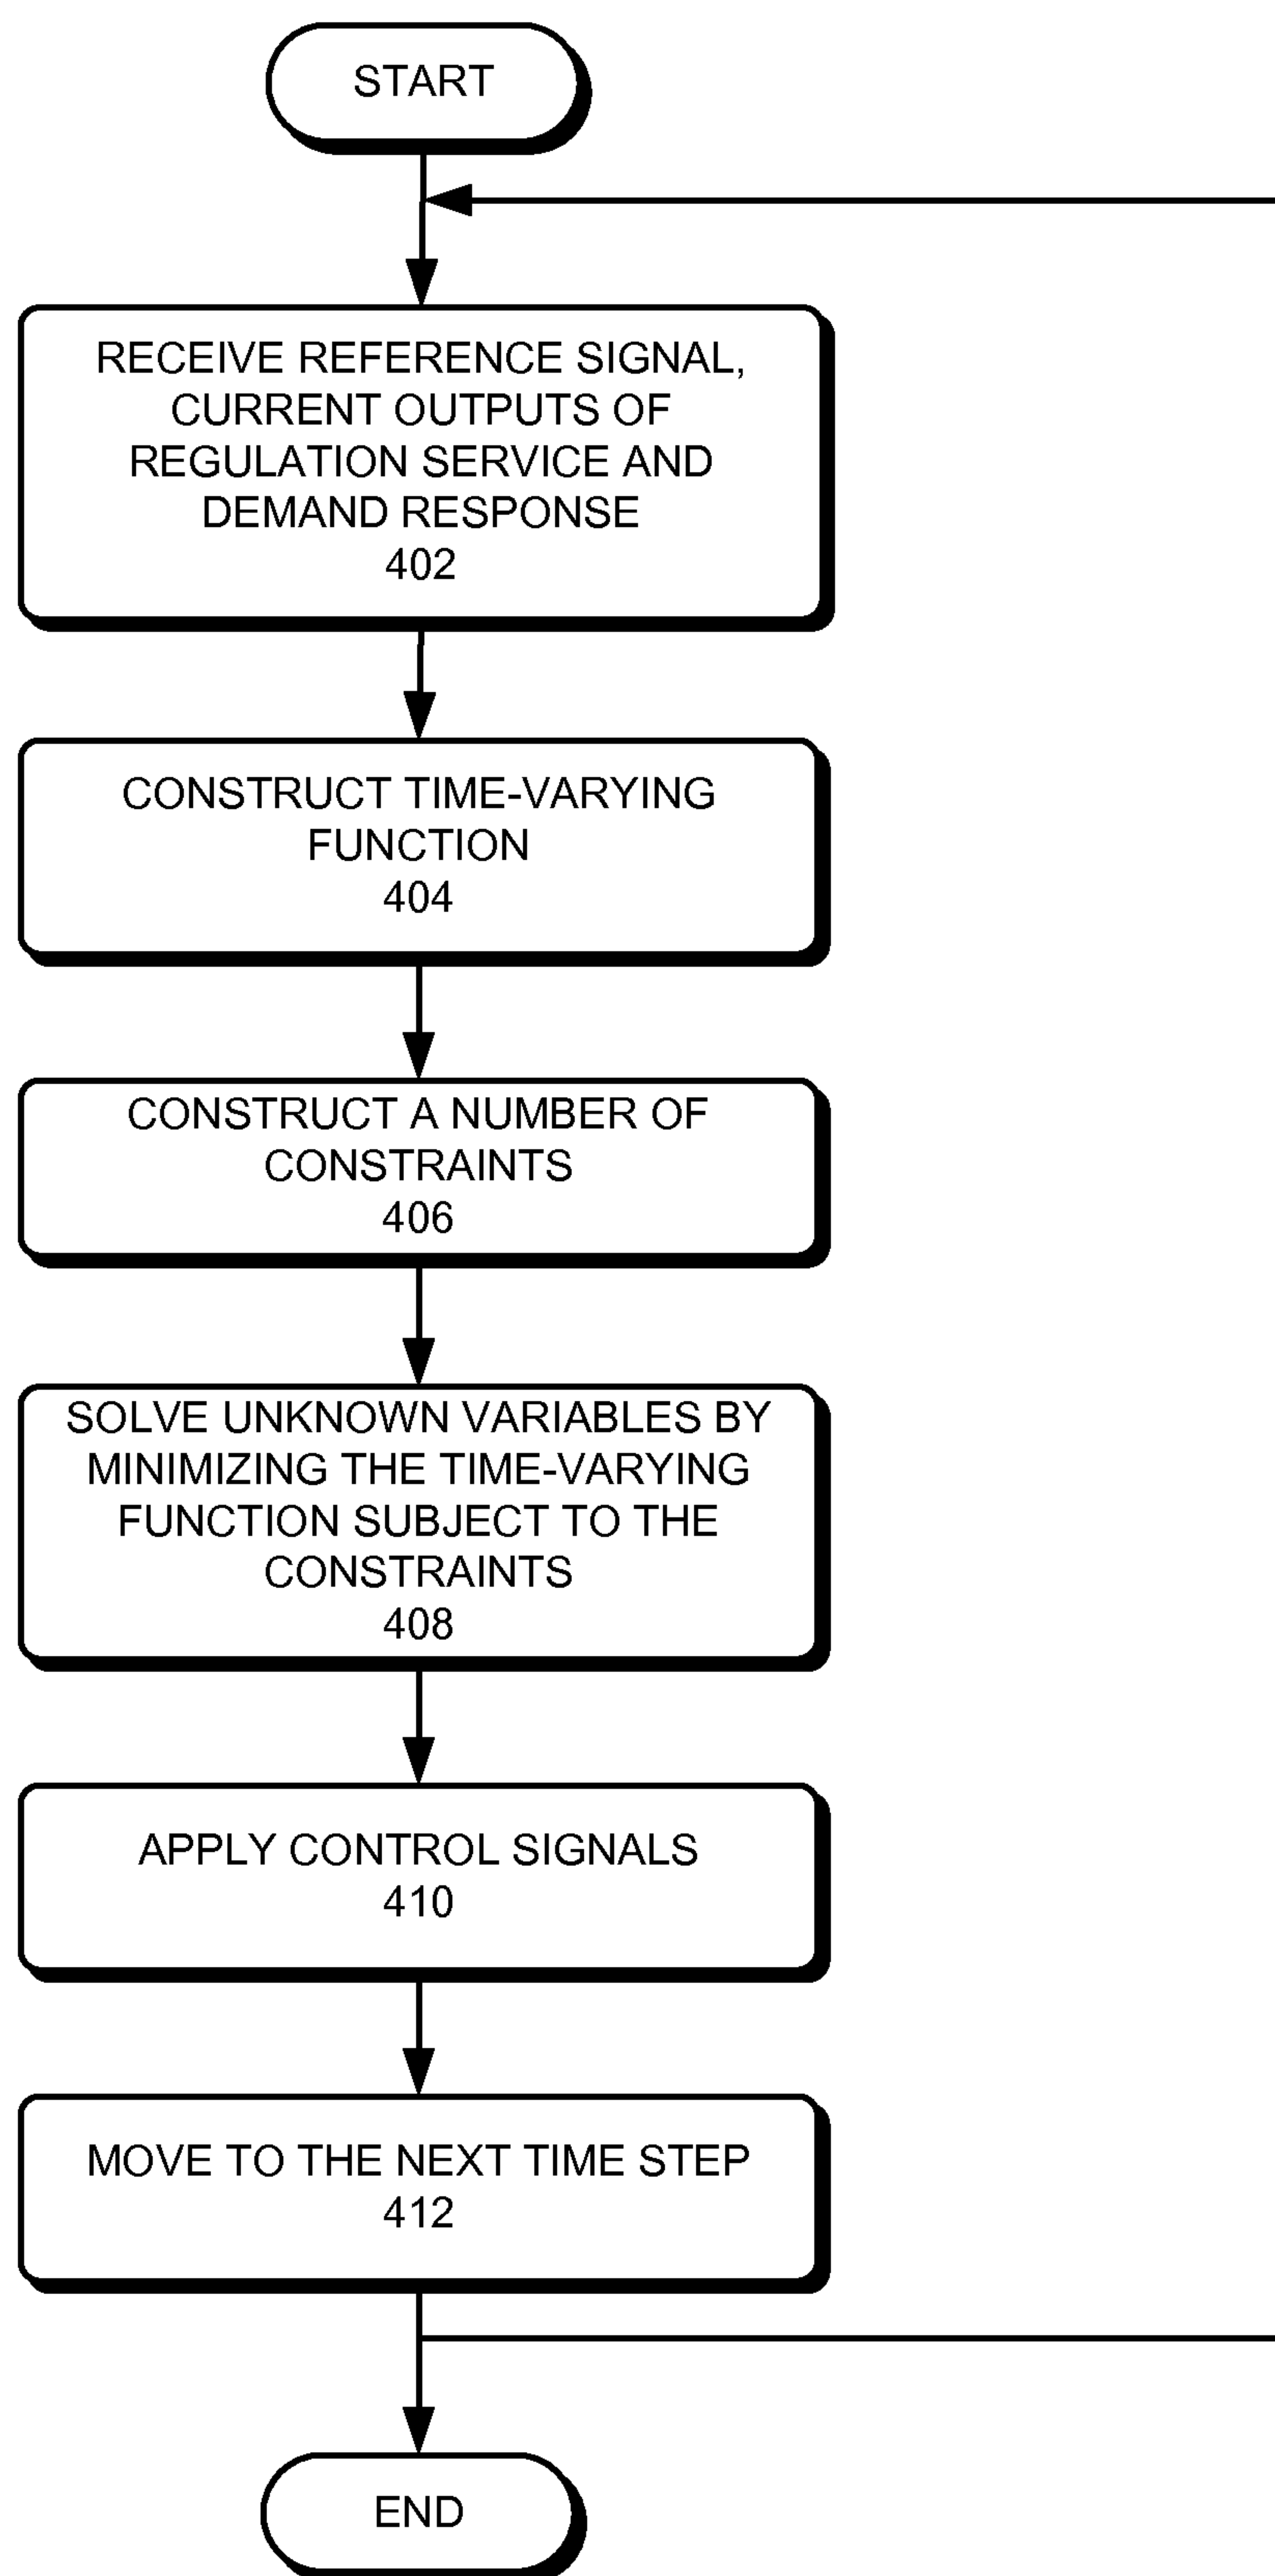 START
RECEIVE REFERENCE SIGNAL,
CURRENT OUTPUTS OF
REGULATION SERVICE AND
DEMAND RESPONSE
402
CONSTRUCT TIME-VARYING
FUNCTION
404
CONSTRUCT A NUMBER OF
CONSTRAINTS
406
SOLVE UNKNOWN VARIABLES BY
MINIMIZING THE TIME-VARYING
FUNCTION SUBJECT TO THE
CONSTRAINTS
408
APPLY CONTROL SIGNALS
410
MOVE TO THE NEXT TIME STEP
412
END